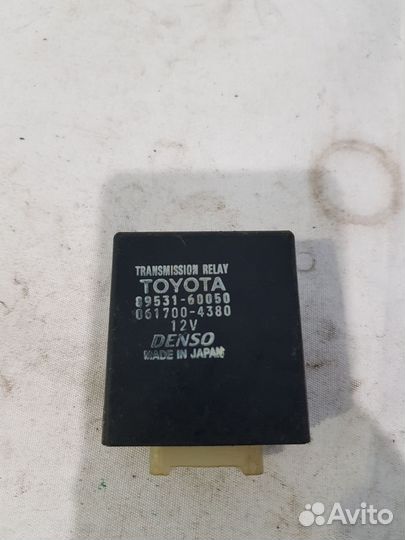 TRANSMISSION RELAY
TOYOTA
89531-60050
061700-4380
12V
DENSO
MADE IN JAPAN
Avito